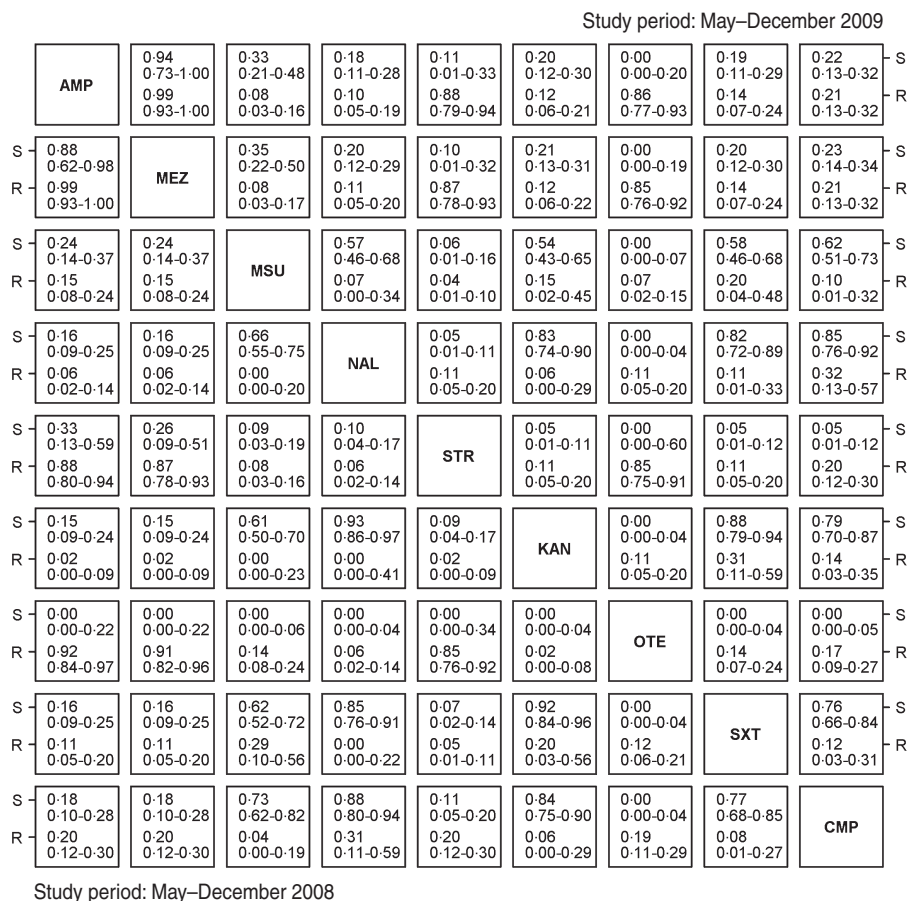 Study period: May–December 2009
0·94 0·33 0·18 0·11 0·20 0·00 0·19 0·22 S
0·73-1·00 0·21-0·48 0·11-0·28 0·01-0·33 0·12-0·30 0·00-0·20 0·11-0·29 0·13-0·32
AMP
0·99 0·08 0·10 0·88 0·12 0·86 0·14 0·21 R
0·93-1·00 0·03-0·16 0·05-0·19 0·79-0·94 0·06-0·21 0·77-0·93 0·07-0·24 0·13-0·32
S 0·88 0·35 0·20 0·10 0·21 0·00 0·20 0·23 S
0·62-0·98 0·22-0·50 0·12-0·29 0·01-0·32 0·13-0·31 0·00-0·19 0·12-0·30 0·14-0·34
MEZ
R 0·99 0·08 0·11 0·87 0·12 0·85 0·14 0·21 R
0·93-1·00 0·03-0·17 0·05-0·20 0·78-0·93 0·06-0·22 0·76-0·92 0·07-0·24 0·13-0·32
S 0·24 0·24 0·57 0·06 0·54 0·00 0·58 0·62 S
0·14-0·37 0·14-0·37 0·46-0·68 0·01-0·16 0·43-0·65 0·00-0·07 0·46-0·68 0·51-0·73
MSU
R 0·15 0·15 0·07 0·04 0·15 0·07 0·20 0·10 R
0·08-0·24 0·08-0·24 0·00-0·34 0·01-0·10 0·02-0·45 0·02-0·15 0·04-0·48 0·01-0·32
S 0·16 0·16 0·66 0·05 0·83 0·00 0·82 0·85 S
0·09-0·25 0·09-0·25 0·55-0·75 0·01-0·11 0·74-0·90 0·00-0·04 0·72-0·89 0·76-0·92
NAL
R 0·06 0·06 0·00 0·11 0·06 0·11 0·11 0·32 R
0·02-0·14 0·02-0·14 0·00-0·20 0·05-0·20 0·00-0·29 0·05-0·20 0·01-0·33 0·13-0·57
S 0·33 0·26 0·09 0·10 0·05 0·00 0·05 0·05 S
0·13-0·59 0·09-0·51 0·03-0·19 0·04-0·17 0·01-0·11 0·00-0·60 0·01-0·12 0·01-0·12
STR
R 0·88 0·87 0·08 0·06 0·11 0·85 0·11 0·20 R
0·80-0·94 0·78-0·93 0·03-0·16 0·02-0·14 0·05-0·20 0·75-0·91 0·05-0·20 0·12-0·30
S 0·15 0·15 0·61 0·93 0·09 0·00 0·88 0·79 S
0·09-0·24 0·09-0·24 0·50-0·70 0·86-0·97 0·04-0·17 0·00-0·04 0·79-0·94 0·70-0·87
KAN
R 0·02 0·02 0·00 0·00 0·02 0·11 0·31 0·14 R
0·00-0·09 0·00-0·09 0·00-0·23 0·00-0·41 0·00-0·09 0·05-0·20 0·11-0·59 0·03-0·35
S 0·00 0·00 0·00 0·00 0·00 0·00 0·00 0·00 S
0·00-0·22 0·00-0·22 0·00-0·06 0·00-0·04 0·00-0·34 0·00-0·04 0·00-0·04 0·00-0·05
OTE
R 0·92 0·91 0·14 0·06 0·85 0·02 0·14 0·17 R
0·84-0·97 0·82-0·96 0·08-0·24 0·02-0·14 0·76-0·92 0·00-0·08 0·07-0·24 0·09-0·27
S 0·16 0·16 0·62 0·85 0·07 0·92 0·00 0·76 S
0·09-0·25 0·09-0·25 0·52-0·72 0·76-0·91 0·02-0·14 0·84-0·96 0·00-0·04 0·66-0·84
SXT
R 0·11 0·11 0·29 0·00 0·05 0·20 0·12 0·12 R
0·05-0·20 0·05-0·20 0·10-0·56 0·00-0·22 0·01-0·11 0·03-0·56 0·06-0·21 0·03-0·31
S 0·18 0·18 0·73 0·88 0·11 0·84 0·00 0·77
0·10-0·28 0·10-0·28 0·62-0·82 0·80-0·94 0·05-0·20 0·75-0·90 0·00-0·04 0·68-0·85
CMP
R 0·20 0·20 0·04 0·31 0·20 0·06 0·19 0·08
0·12-0·30 0·12-0·30 0·00-0·19 0·11-0·59 0·12-0·30 0·00-0·29 0·11-0·29 0·01-0·27
Study period: May–December 2008